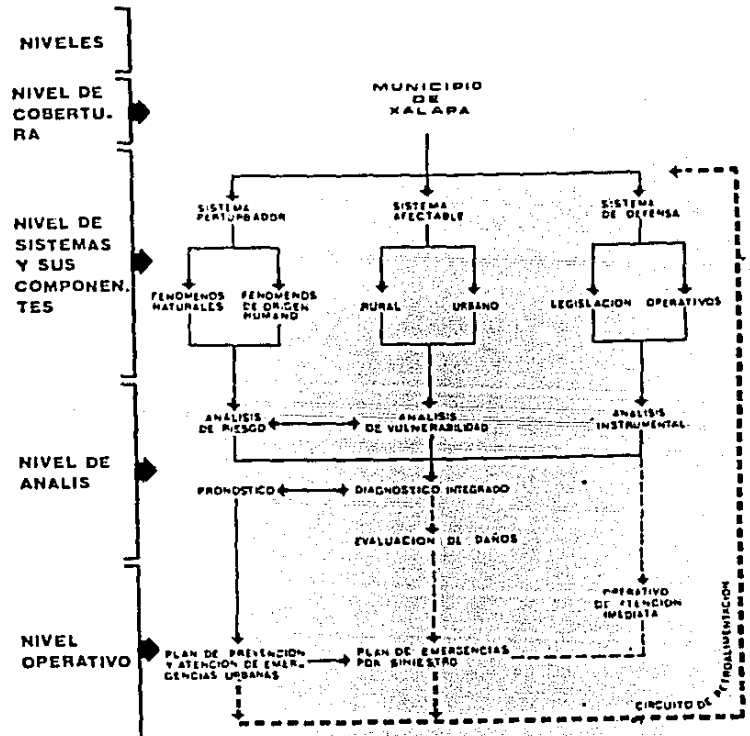 NIVELES
NIVEL DE
COBERTU-
RA
MUNICIPIO
DE
XALAPA
NIVEL DE
SISTEMAS
Y SUS
COMPONEN.
TES
SISTEMA
PERTURBADOR
SISTEMA
AFECTABLE
SISTEMA
DE DEFENSA
FENOMENOS
NATURALES
FENOMENOS
DE ORIGEN
HUMANO
RURAL
URBANO
LEGISLACION
OPERATIVOS
NIVEL DE
ANALIS
ANALISIS
DE RIESGO
ANALISIS
DE VULNERABILIDAD
ANALISIS
INSTRUMENTAL
PRONOSTICO
DIAGNOSTICO INTEGRADO
EVALUACION DE DAÑOS
OPERATIVO
DE ATENCION
IMEDIATA
NIVEL
OPERATIVO
PLAN DE PREVENCION
Y ATENCION DE EMER-
GENCIAS URBANAS
PLAN DE EMERGENCIAS
POR SINIESTRO
CIRCUITO DE RETROALIMENTACION